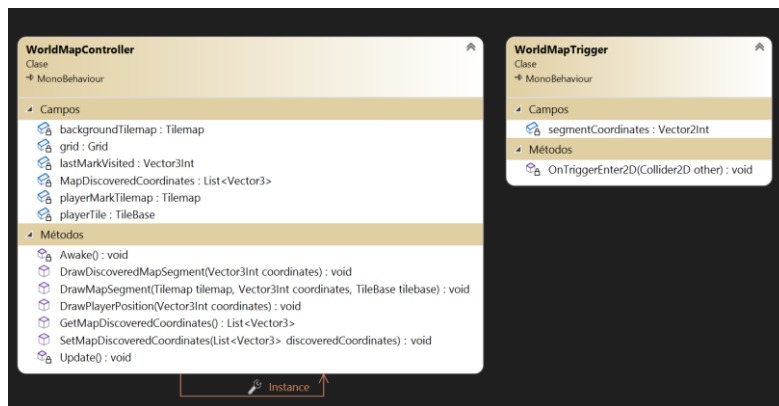 WorldMapController
Clase
MonoBehaviour
Campos
backgroundTilemap : Tilemap
grid : Grid
lastMarkVisited : Vector3Int
MapDiscoveredCoordinates : List<Vector3>
playerMarkTilemap : Tilemap
playerTile : TileBase
Métodos
Awake() : void
DrawDiscoveredMapSegment(Vector3Int coordinates) : void
DrawMapSegment(Tilemap tilemap, Vector3Int coordinates, TileBase tilebase) : void
DrawPlayerPosition(Vector3Int coordinates) : void
GetMapDiscoveredCoordinates() : List<Vector3>
SetMapDiscoveredCoordinates(List<Vector3> discoveredCoordinates) : void
Update() : void
Instance
WorldMapTrigger
Clase
MonoBehaviour
Campos
segmentCoordinates : Vector2Int
Métodos
OnTriggerEnter2D(Collider2D other) : void